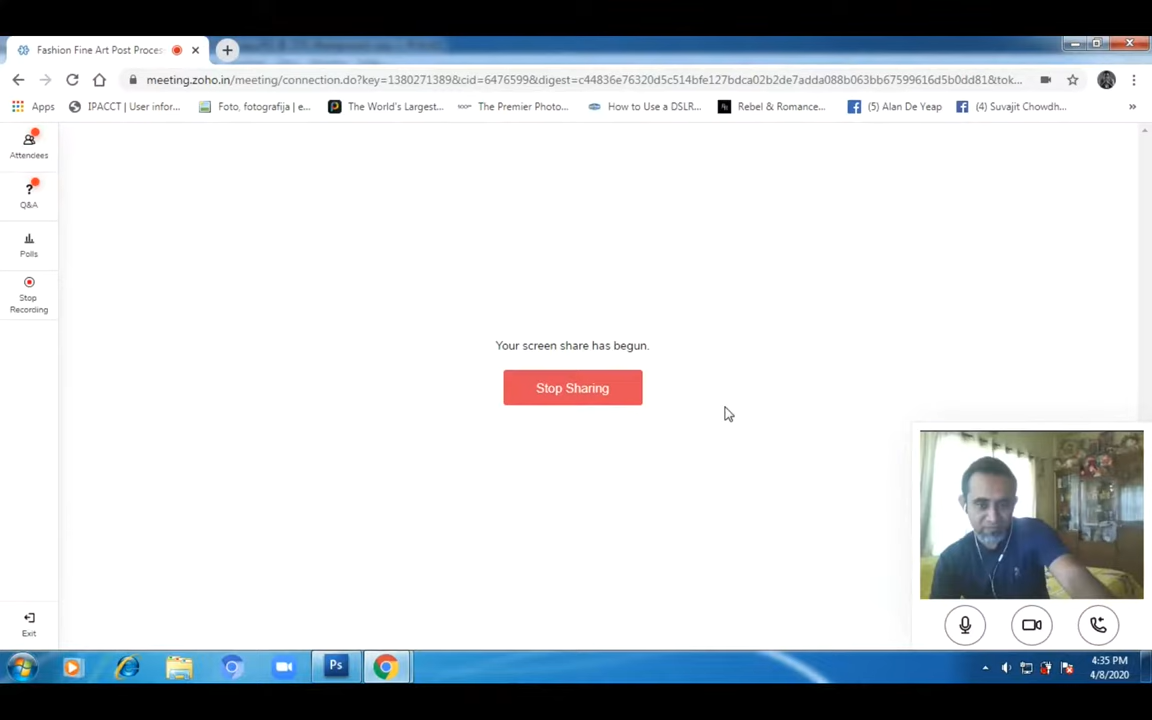 Fashion Fine Art Post Proces
meeting.zoho.in/meeting/connection.do?key=1380271389&cid=6476599&digest=c44836e76320d5c514bfe127bdca02b2de7adda088b063bb67599616d5b0dd81&tok...
Apps IPACCT | User infor... Foto, fotografija | e... The World's Largest... The Premier Photo... How to Use a DSLR... Rebel & Romance... (5) Alan De Yeap (4) Suvajit Chowdh... »
Attendees
?
Q&A
Polls
Stop
Recording
Your screen share has begun.
Stop Sharing
Exit
Ps
4:35 PM
4/8/2020